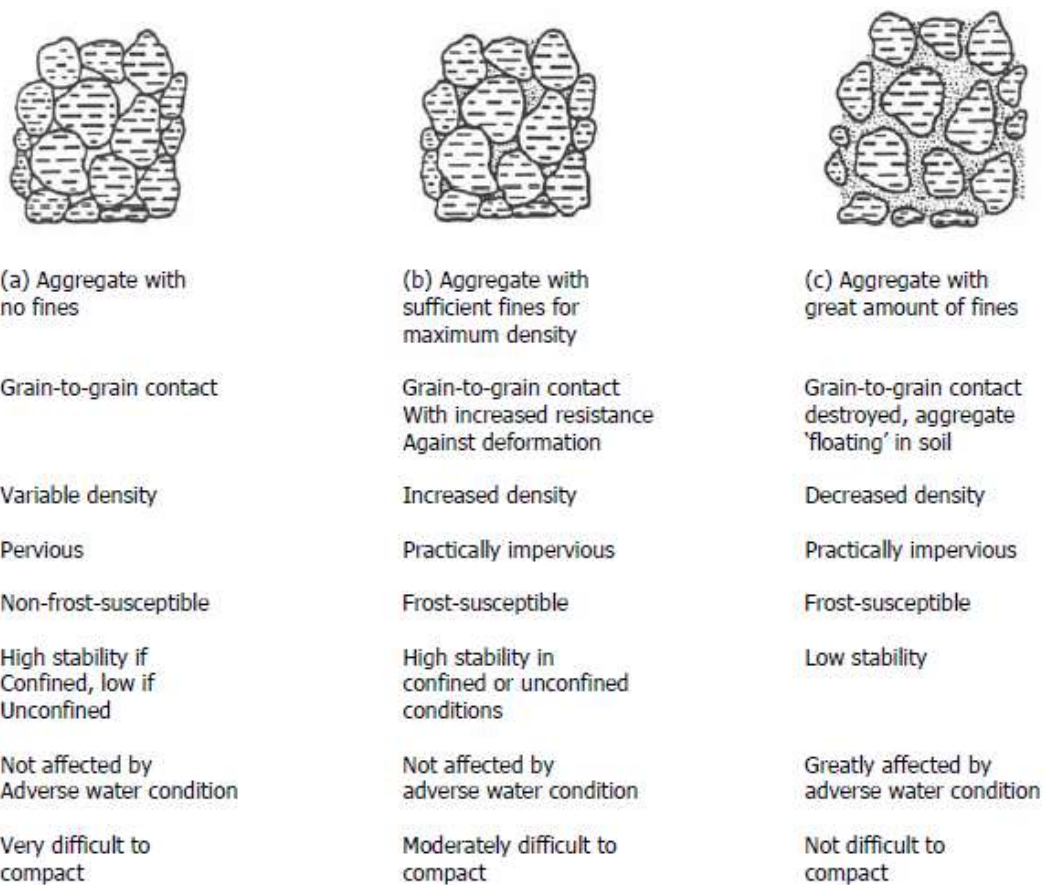 (a) Aggregate with
no fines
(b) Aggregate with
sufficient fines for
maximum density
(c) Aggregate with
great amount of fines
Grain-to-grain contact
Grain-to-grain contact
With increased resistance
Against deformation
Grain-to-grain contact
destroyed, aggregate
‘floating’ in soil
Variable density
Increased density
Decreased density
Pervious
Practically impervious
Practically impervious
Non-frost-susceptible
Frost-susceptible
Frost-susceptible
High stability if
Confined, low if
Unconfined
High stability in
confined or unconfined
conditions
Low stability
Not affected by
Adverse water condition
Not affected by
adverse water condition
Greatly affected by
adverse water condition
Very difficult to
compact
Moderately difficult to
compact
Not difficult to
compact